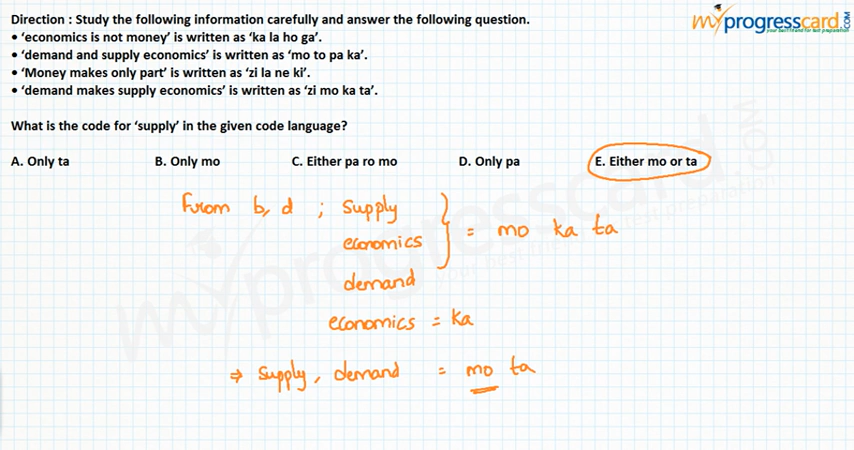 Direction : Study the following information carefully and answer the following question.
myprogresscard.com
• ‘economics is not money’ is written as ‘ka la ho ga’.
• ‘demand and supply economics’ is written as ‘mo to pa ka’.
• ‘Money makes only part’ is written as ‘zi la ne ki’.
• ‘demand makes supply economics’ is written as ‘zi mo ka ta’.
What is the code for ‘supply’ in the given code language?
A. Only ta B. Only mo C. Either pa ro mo D. Only pa E. Either mo or ta
From b, d ; supply
economics = mo ka ta
demand
economics = ka
⇒ supply, demand = mo ta